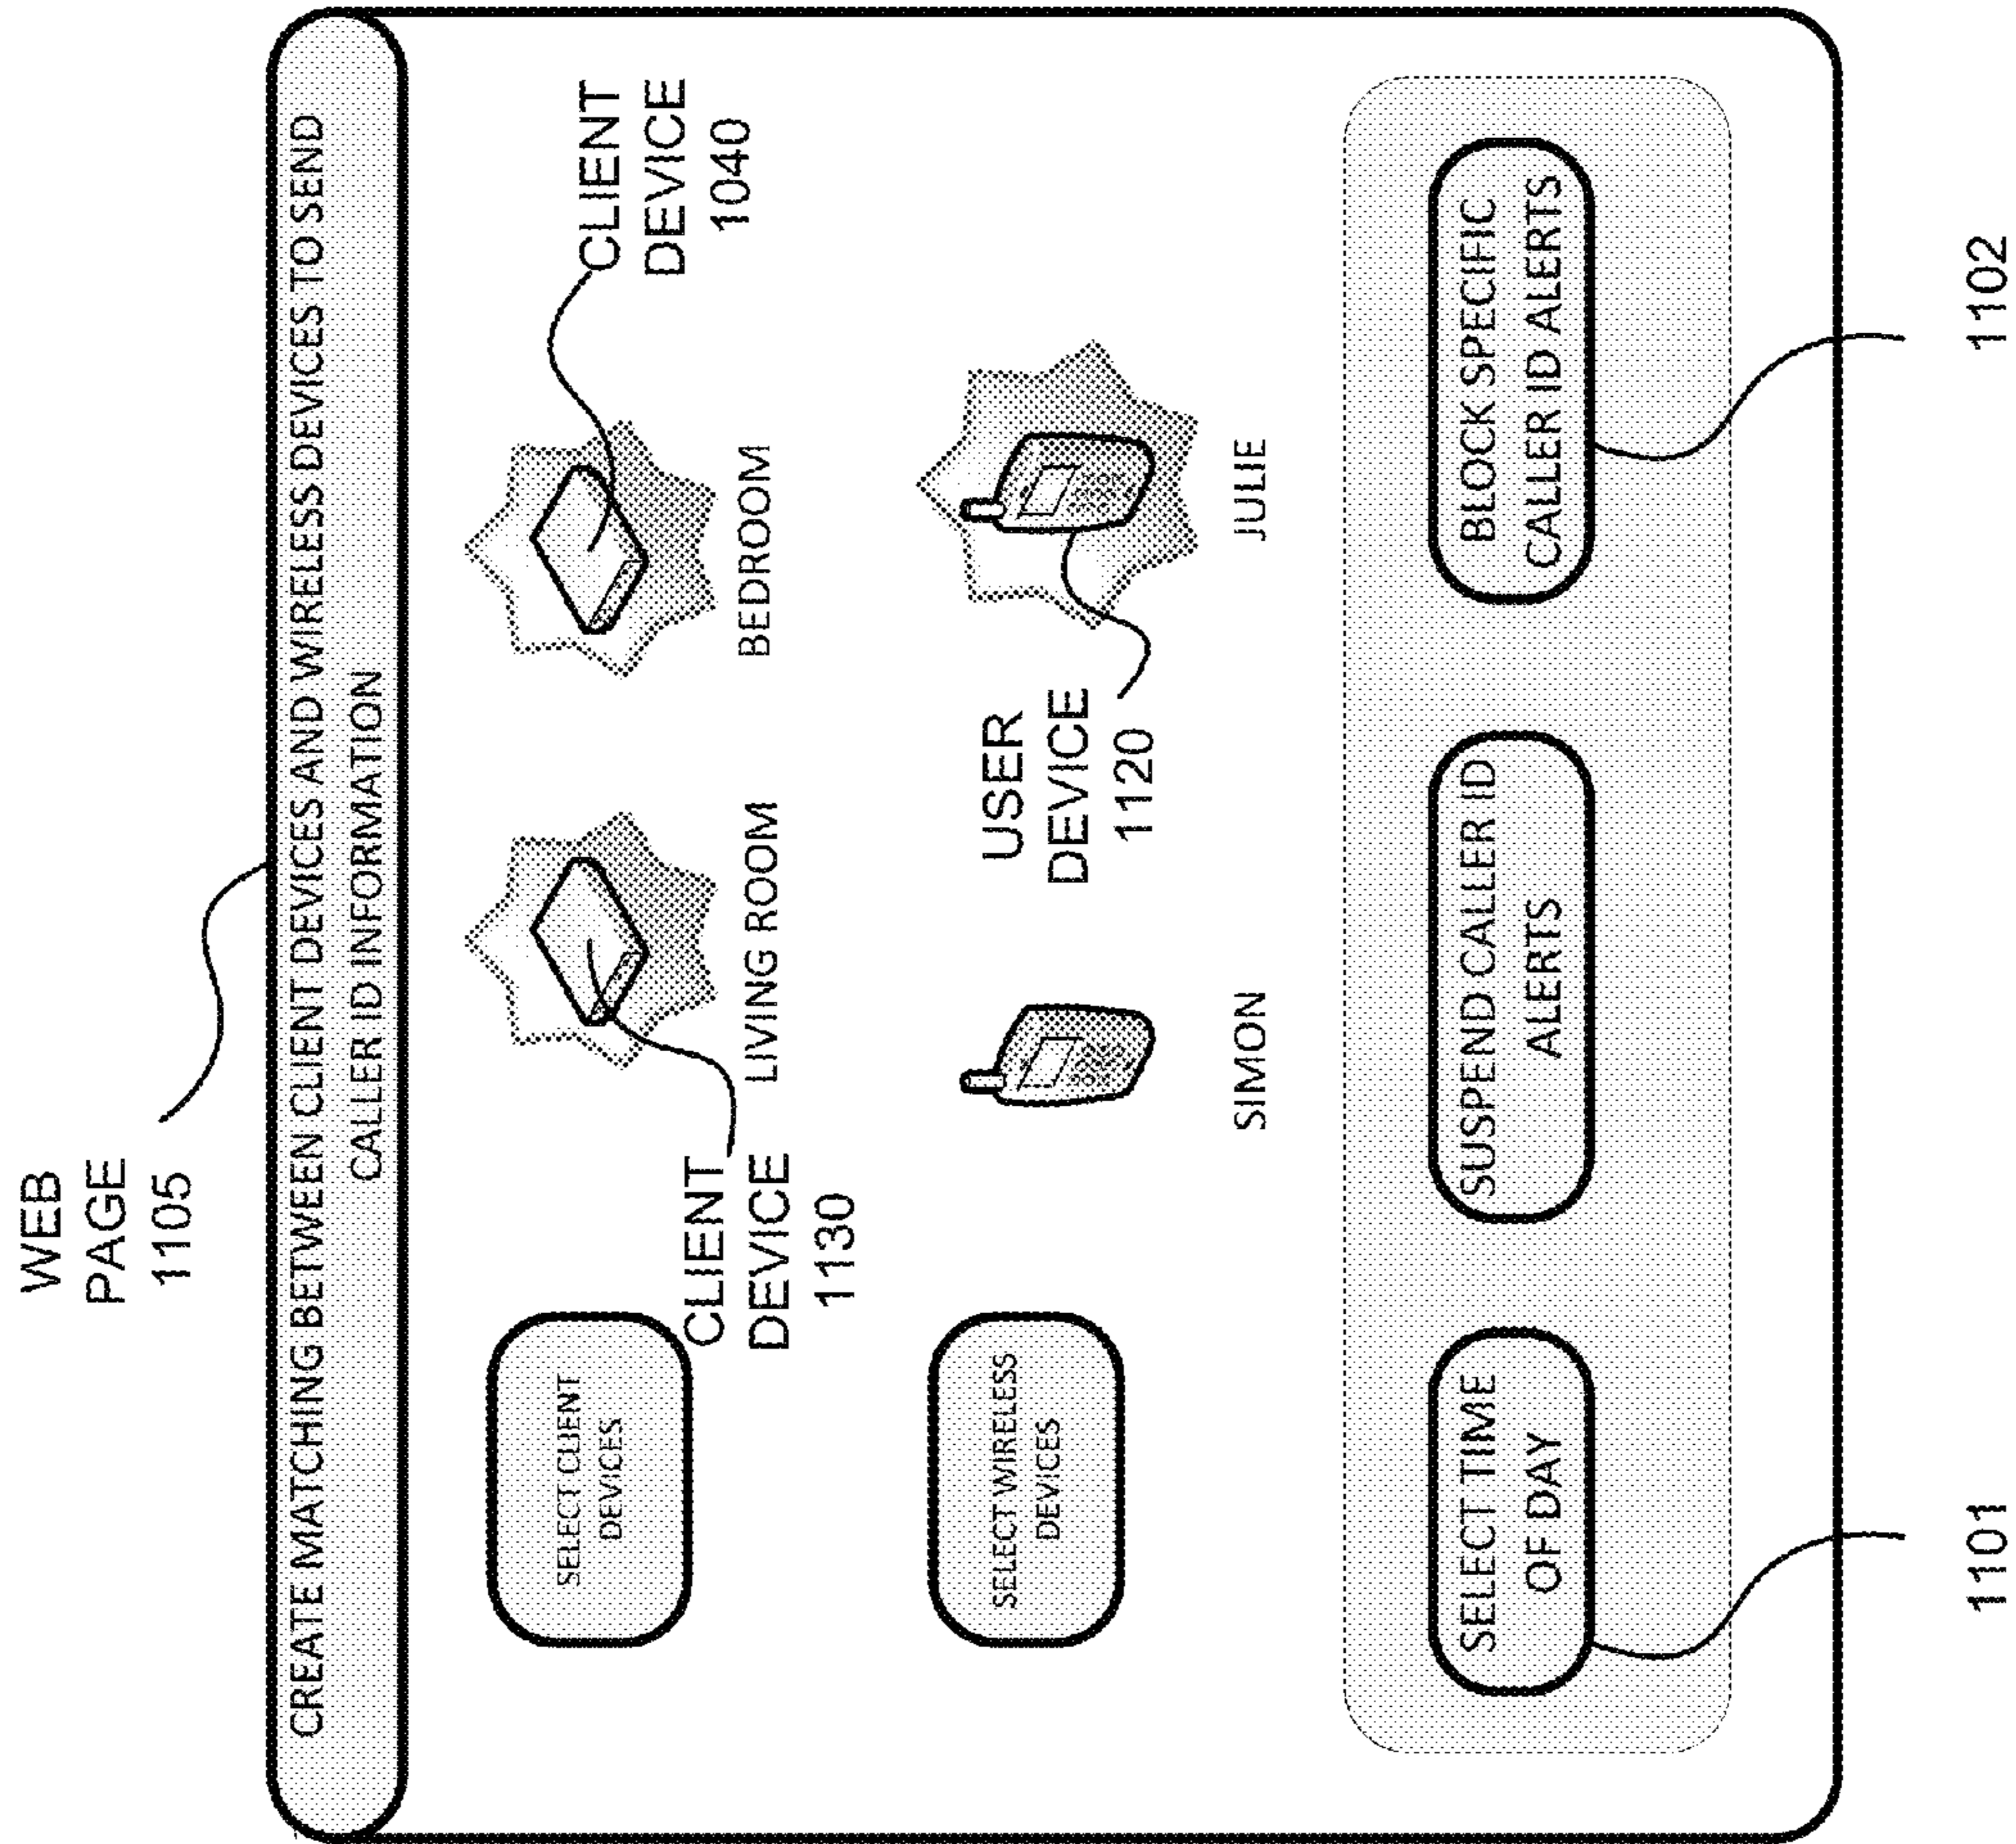 WEB
PAGE
1105
CREATE MATCHING BETWEEN CLIENT DEVICES AND WIRELESS DEVICES TO SEND
CALLER ID INFORMATION
SELECT CLIENT
DEVICES
CLIENT
DEVICE
1130
LIVING ROOM
BEDROOM
CLIENT
DEVICE
1040
SELECT WIRELESS
DEVICES
SIMON
USER
DEVICE
1120
JULIE
SELECT TIME
OF DAY
SUSPEND CALLER ID
ALERTS
BLOCK SPECIFIC
CALLER ID ALERTS
1101
1102